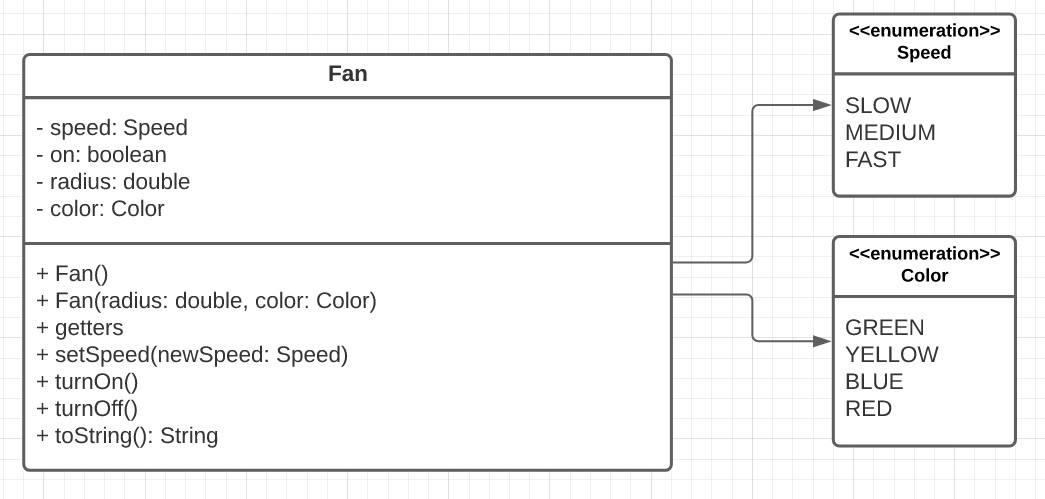 Fan
- speed: Speed
- on: boolean
- radius: double
- color: Color
+ Fan()
+ Fan(radius: double, color: Color)
+ getters
+ setSpeed(newSpeed: Speed)
+ turnOn()
+ turnOff()
+ toString(): String
<<enumeration>>
Speed
SLOW
MEDIUM
FAST
<<enumeration>>
Color
GREEN
YELLOW
BLUE
RED